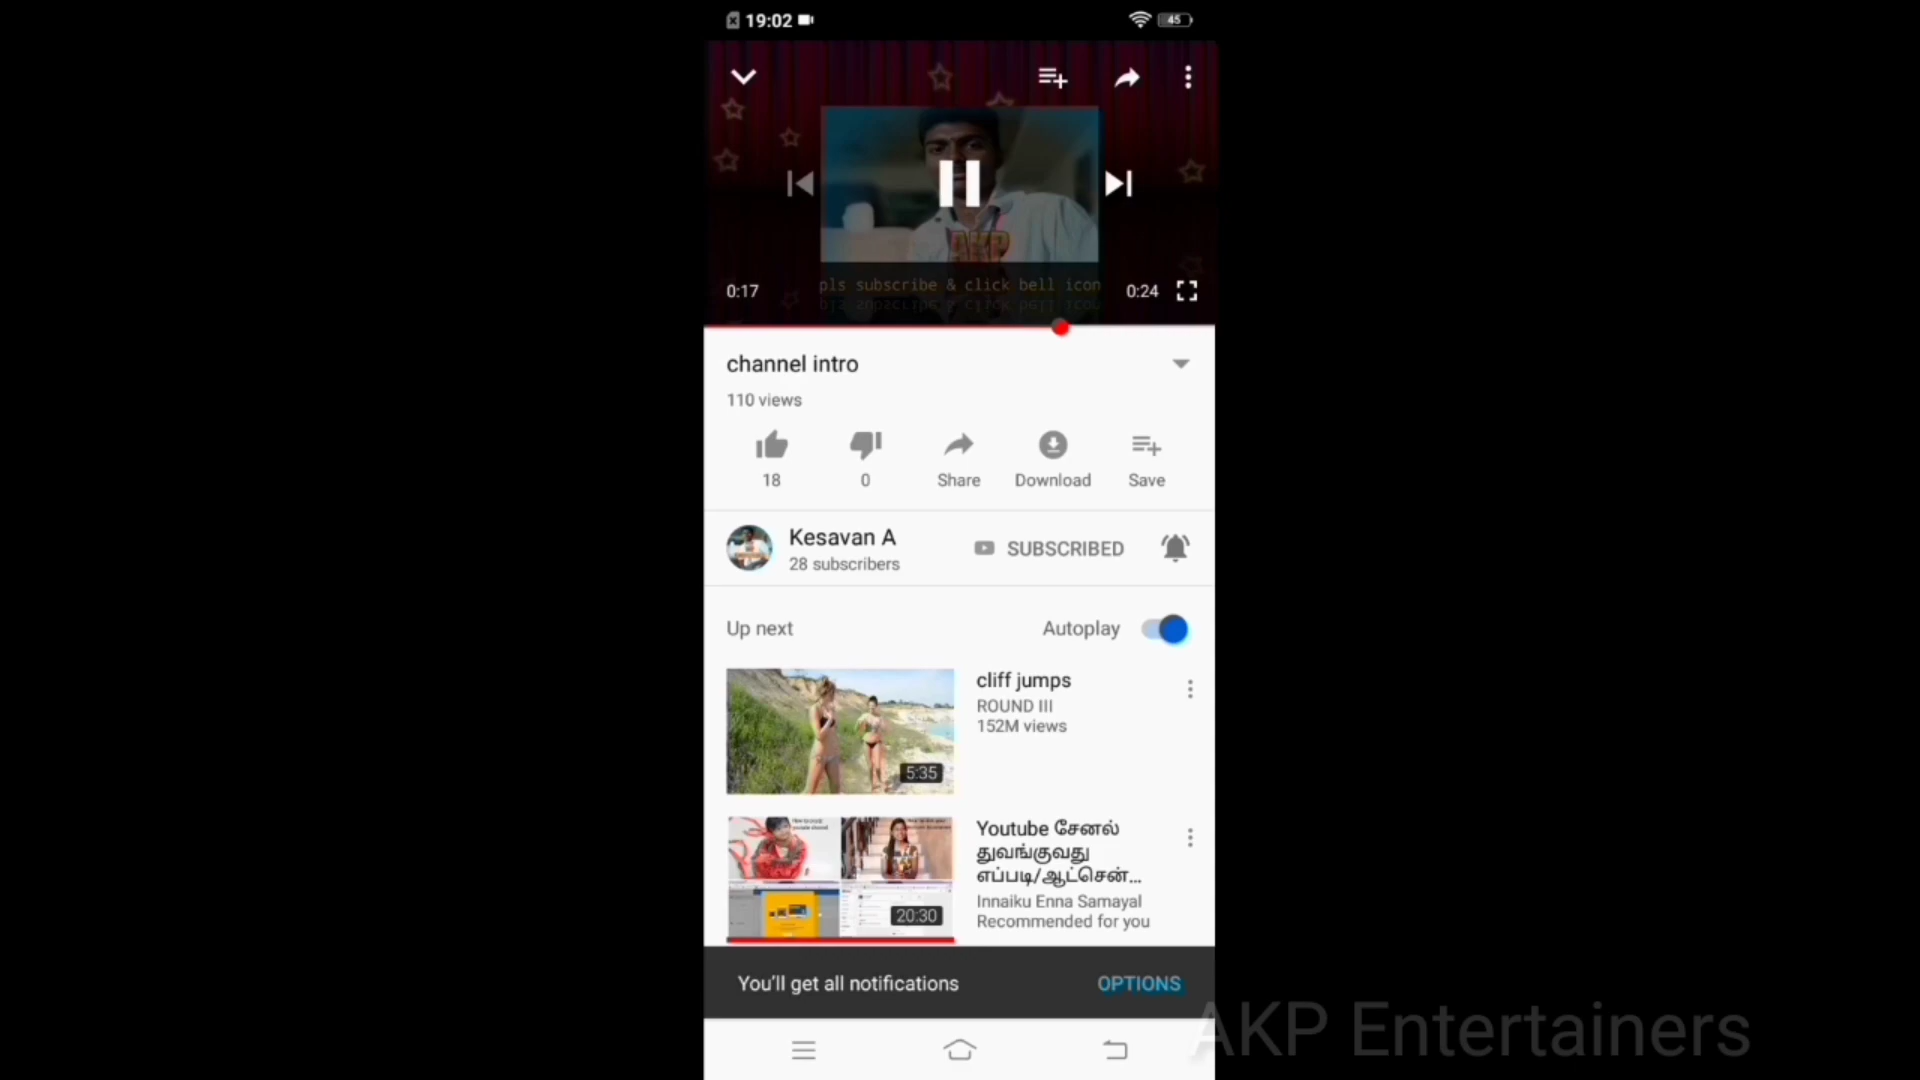 19:02
45
AKP
pls subscribe & click bell icon
0:17
0:24
channel intro
110 views
18
0
Share
Download
Save
Kesavan A
28 subscribers
SUBSCRIBED
Up next
Autoplay
cliff jumps
ROUND III
152M views
5:35
Youtube சேனல்
துவங்குவது
எப்படி/ஆட்சென்...
Innaiku Enna Samayal
Recommended for you
20:30
You'll get all notifications
OPTIONS
AKP Entertainers